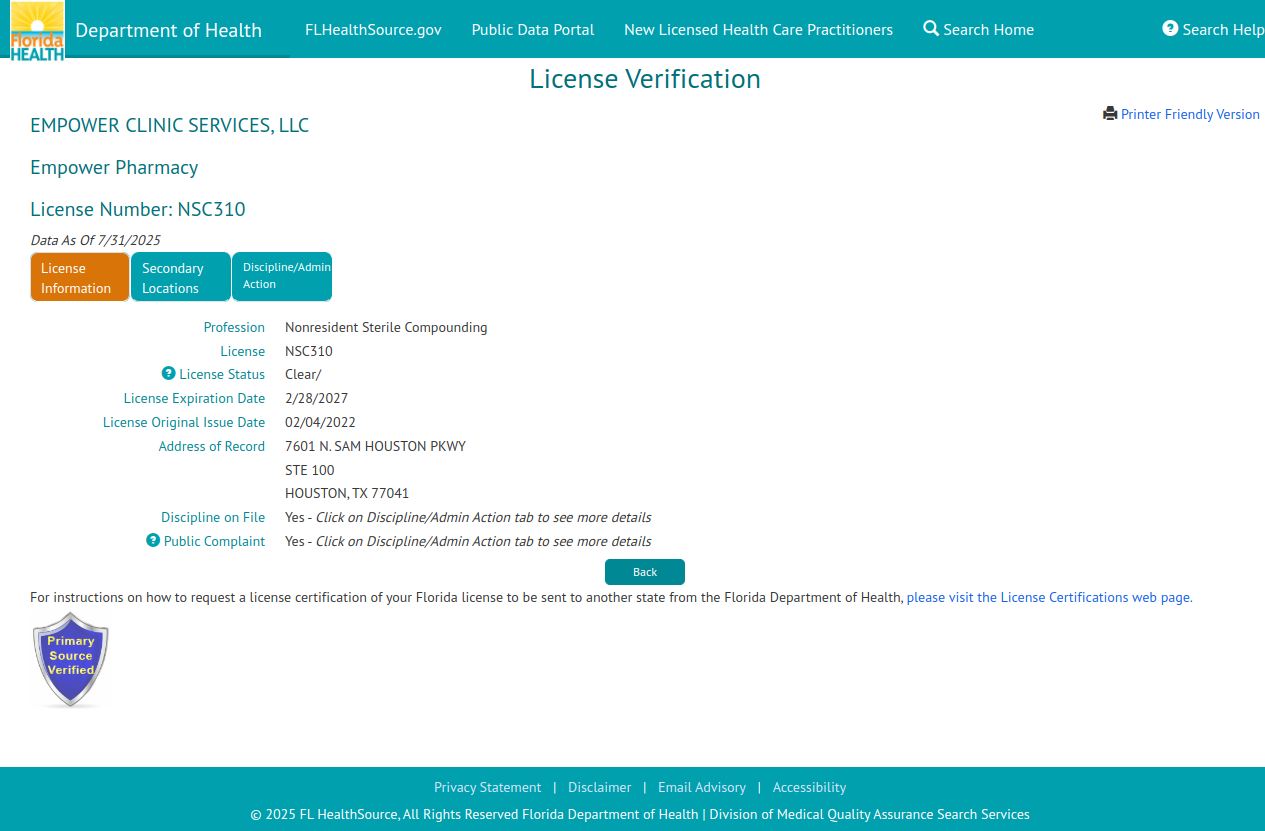 Florida
HEALTH
Department of Health
FLHealthSource.gov
Public Data Portal
New Licensed Health Care Practitioners
Search Home
? Search Help
License Verification
Printer Friendly Version
EMPOWER CLINIC SERVICES, LLC
Empower Pharmacy
License Number: NSC310
Data As Of 7/31/2025
License
Information
Secondary
Locations
Discipline/Admin
Action
Profession Nonresident Sterile Compounding
License NSC310
? License Status Clear/
License Expiration Date 2/28/2027
License Original Issue Date 02/04/2022
Address of Record 7601 N. SAM HOUSTON PKWY
STE 100
HOUSTON, TX 77041
Discipline on File Yes - Click on Discipline/Admin Action tab to see more details
? Public Complaint Yes - Click on Discipline/Admin Action tab to see more details
Back
For instructions on how to request a license certification of your Florida license to be sent to another state from the Florida Department of Health, please visit the License Certifications web page.
Primary
Source
Verified
Privacy Statement | Disclaimer | Email Advisory | Accessibility
© 2025 FL HealthSource, All Rights Reserved Florida Department of Health | Division of Medical Quality Assurance Search Services